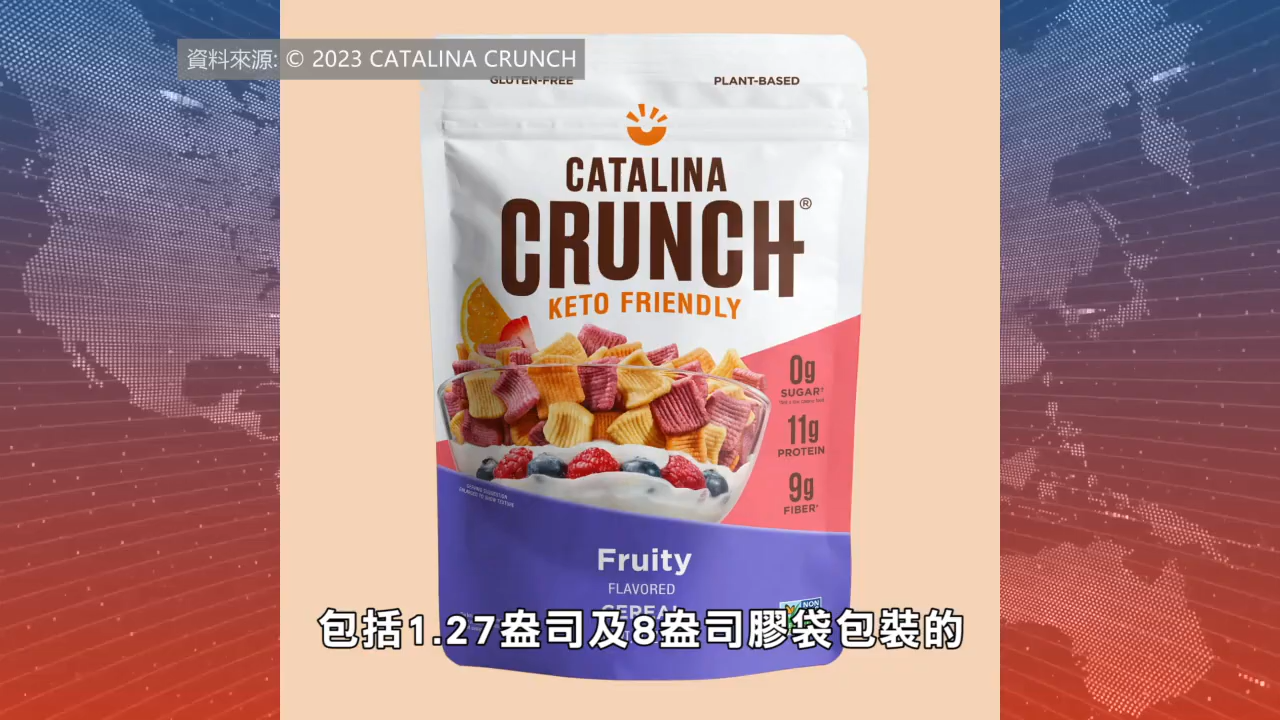 資料來源: © 2023 CATALINA CRUNCH
GLUTEN-FREE
PLANT-BASED
CATALINA
CRUNCH®
KETO FRIENDLY
0g
SUGAR
11g
PROTEIN
9g
FIBER
Fruity
FLAVORED
CEREAL
NON
包括1.27盎司及8盎司膠袋包裝的